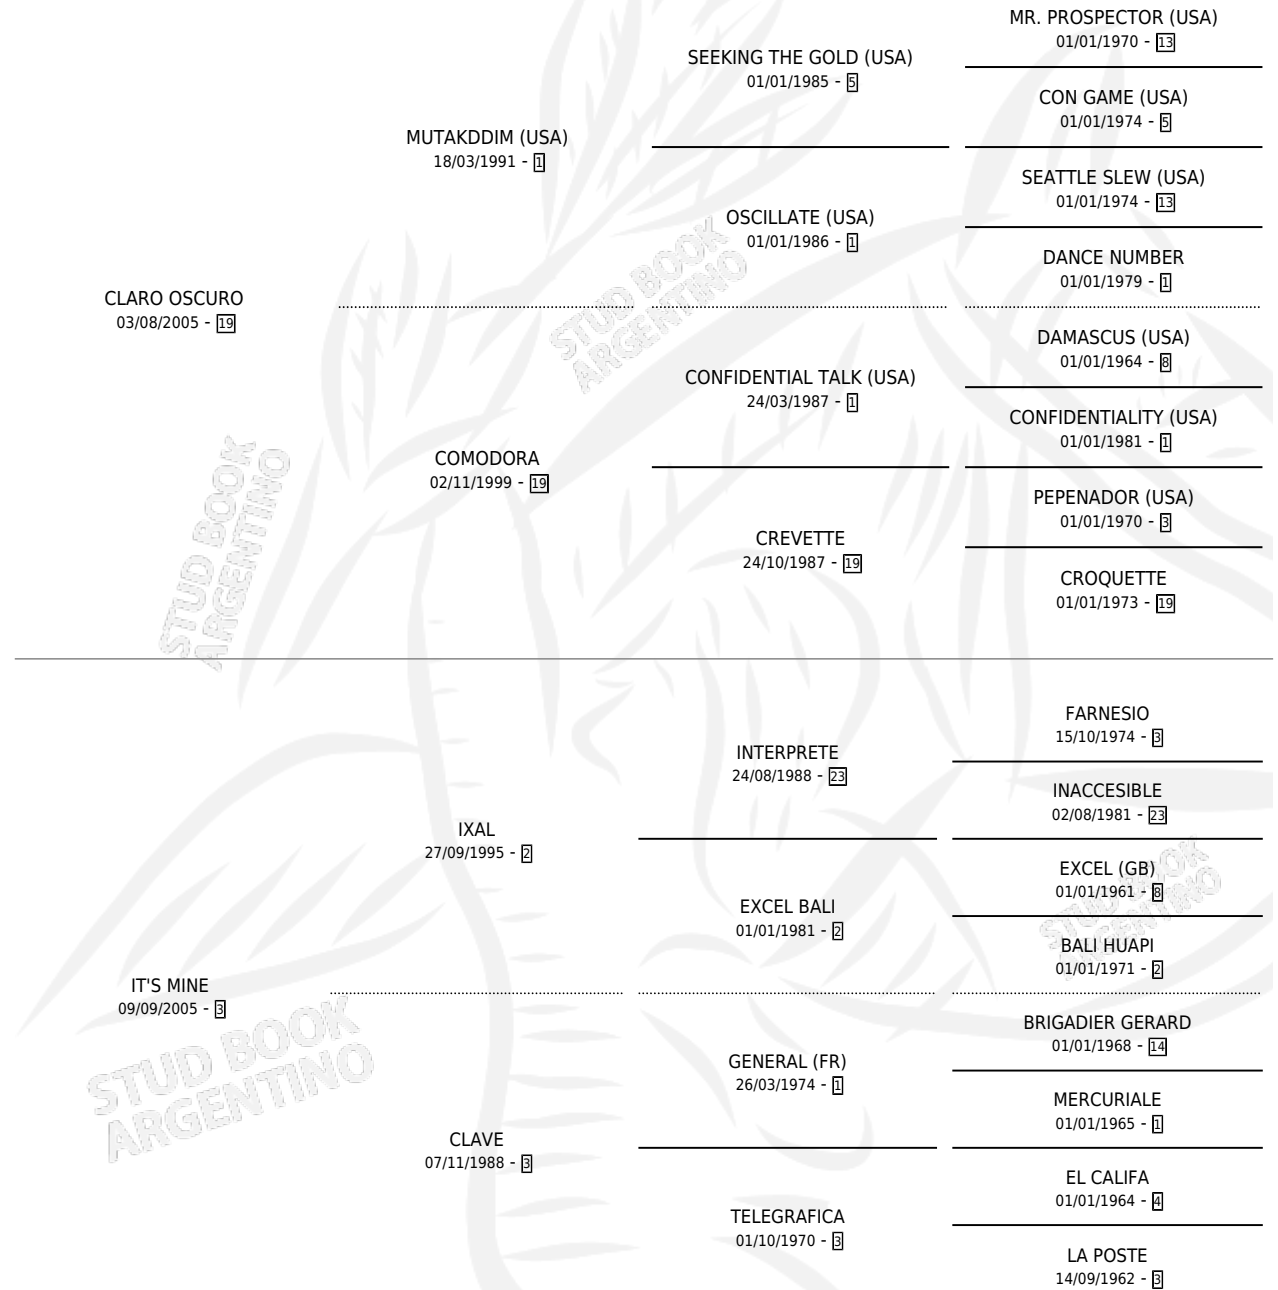 MR. PROSPECTOR (USA)
01/01/1970 - 13
SEEKING THE GOLD (USA)
01/01/1985 - 5
CON GAME (USA)
01/01/1974 - 5
MUTAKDDIM (USA)
18/03/1991 - 1
SEATTLE SLEW (USA)
01/01/1974 - 13
OSCILLATE (USA)
01/01/1986 - 1
DANCE NUMBER
01/01/1979 - 1
CLARO OSCURO
03/08/2005 - 19
STUD BOOK
ARGENTINO
DAMASCUS (USA)
01/01/1964 - 8
CONFIDENTIAL TALK (USA)
24/03/1987 - 1
CONFIDENTIALITY (USA)
01/01/1981 - 1
COMODORA
02/11/1999 - 19
PEPENADOR (USA)
01/01/1970 - 3
CREVETTE
24/10/1987 - 19
CROQUETTE
01/01/1973 - 19
STUD BOOK
ARGENTINO
FARNESIO
15/10/1974 - 3
INTERPRETE
24/08/1988 - 23
INACCESIBLE
02/08/1981 - 23
IXAL
27/09/1995 - 2
EXCEL (GB)
01/01/1961 - 8
EXCEL BALI
01/01/1981 - 2
STUD BOOK
ARGENTINO
BALI HUAPI
01/01/1971 - 2
IT'S MINE
09/09/2005 - 3
STUD BOOK
ARGENTINO
BRIGADIER GERARD
01/01/1968 - 14
GENERAL (FR)
26/03/1974 - 1
MERCURIALE
01/01/1965 - 1
CLAVE
07/11/1988 - 3
EL CALIFA
01/01/1964 - 4
TELEGRAFICA
01/10/1970 - 3
LA POSTE
14/09/1962 - 3